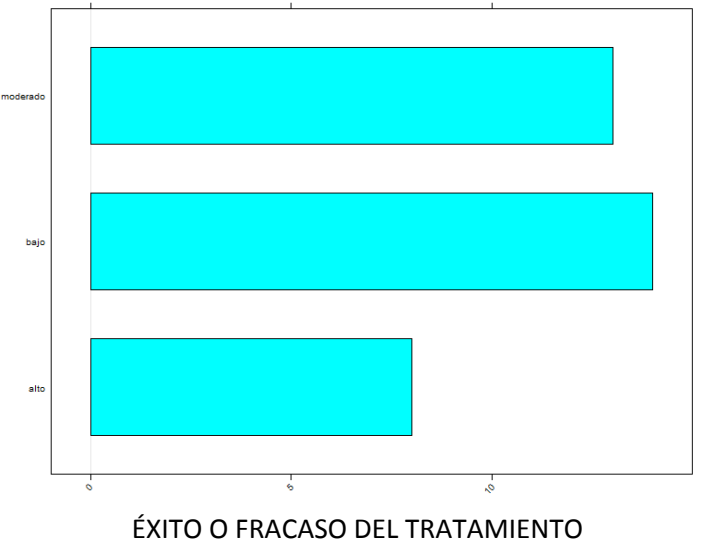 moderado
bajo
alto
0 5 10
ÉXITO O FRACASO DEL TRATAMIENTO